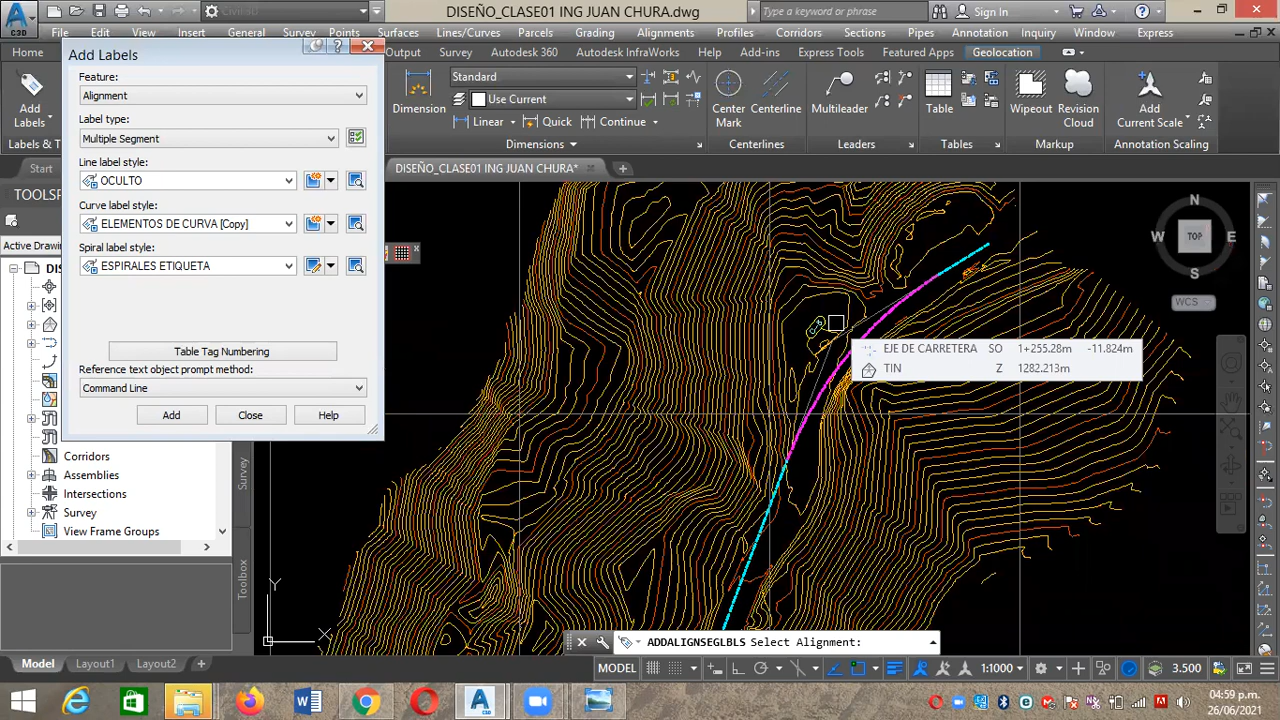 C3D
Civil 3D
DISEÑO_CLASE01 ING JUAN CHURA.dwg
Type a keyword or phrase
Sign In
File Edit View Insert General Survey Points Surfaces Lines/Curves Parcels Grading Alignments Profiles Corridors Sections Pipes Annotation Inquiry Window Express
Home
Output Survey Autodesk 360 Autodesk InfraWorks Help Add-ins Express Tools Featured Apps Geolocation
Add
Labels
Labels & T
Dimension
Standard
Use Current
Linear Quick Continue
Dimensions
Center
Mark
Centerline
Centerlines
Multileader
Leaders
Table
Tables
Wipeout
Revision
Cloud
Markup
Add
Current Scale
Annotation Scaling
Start
DISEÑO_CLASE01 ING JUAN CHURA*
TOOLSP
Active Drawin
DIS
Corridors
Assemblies
Intersections
Survey
View Frame Groups
Survey
Toolbox
Add Labels
Feature:
Alignment
Label type:
Multiple Segment
Line label style:
OCULTO
Curve label style:
ELEMENTOS DE CURVA [Copy]
Spiral label style:
ESPIRALES ETIQUETA
Table Tag Numbering
Reference text object prompt method:
Command Line
Add
Close
Help
N
W TOP E
S
WCS
EJE DE CARRETERA SO 1+255.28m -11.824m
TIN Z 1282.213m
Y
X
ADDALIGNSEGLBLS Select Alignment:
Model Layout1 Layout2
MODEL
1:1000
3.500
04:59 p.m.
26/06/2021